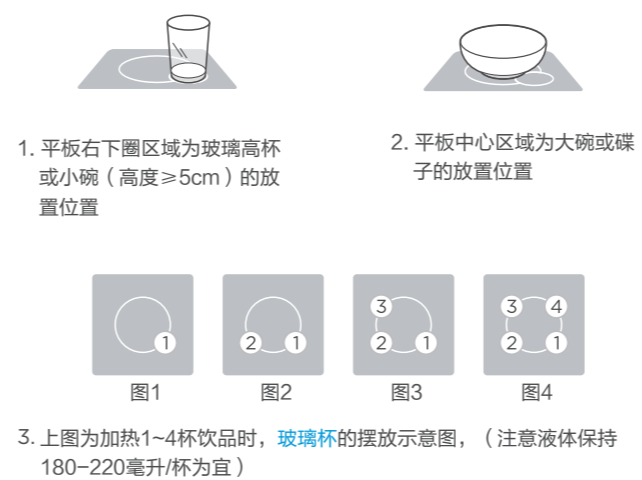 1. 平板右下圈区域为玻璃高杯
或小碗（高度≥5cm）的放
置位置
2. 平板中心区域为大碗或碟
子的放置位置
1
图1
2 1
图2
3
2 1
图3
3 4
2 1
图4
3. 上图为加热1~4杯饮品时，玻璃杯的摆放示意图，（注意液体保持
180-220毫升/杯为宜）